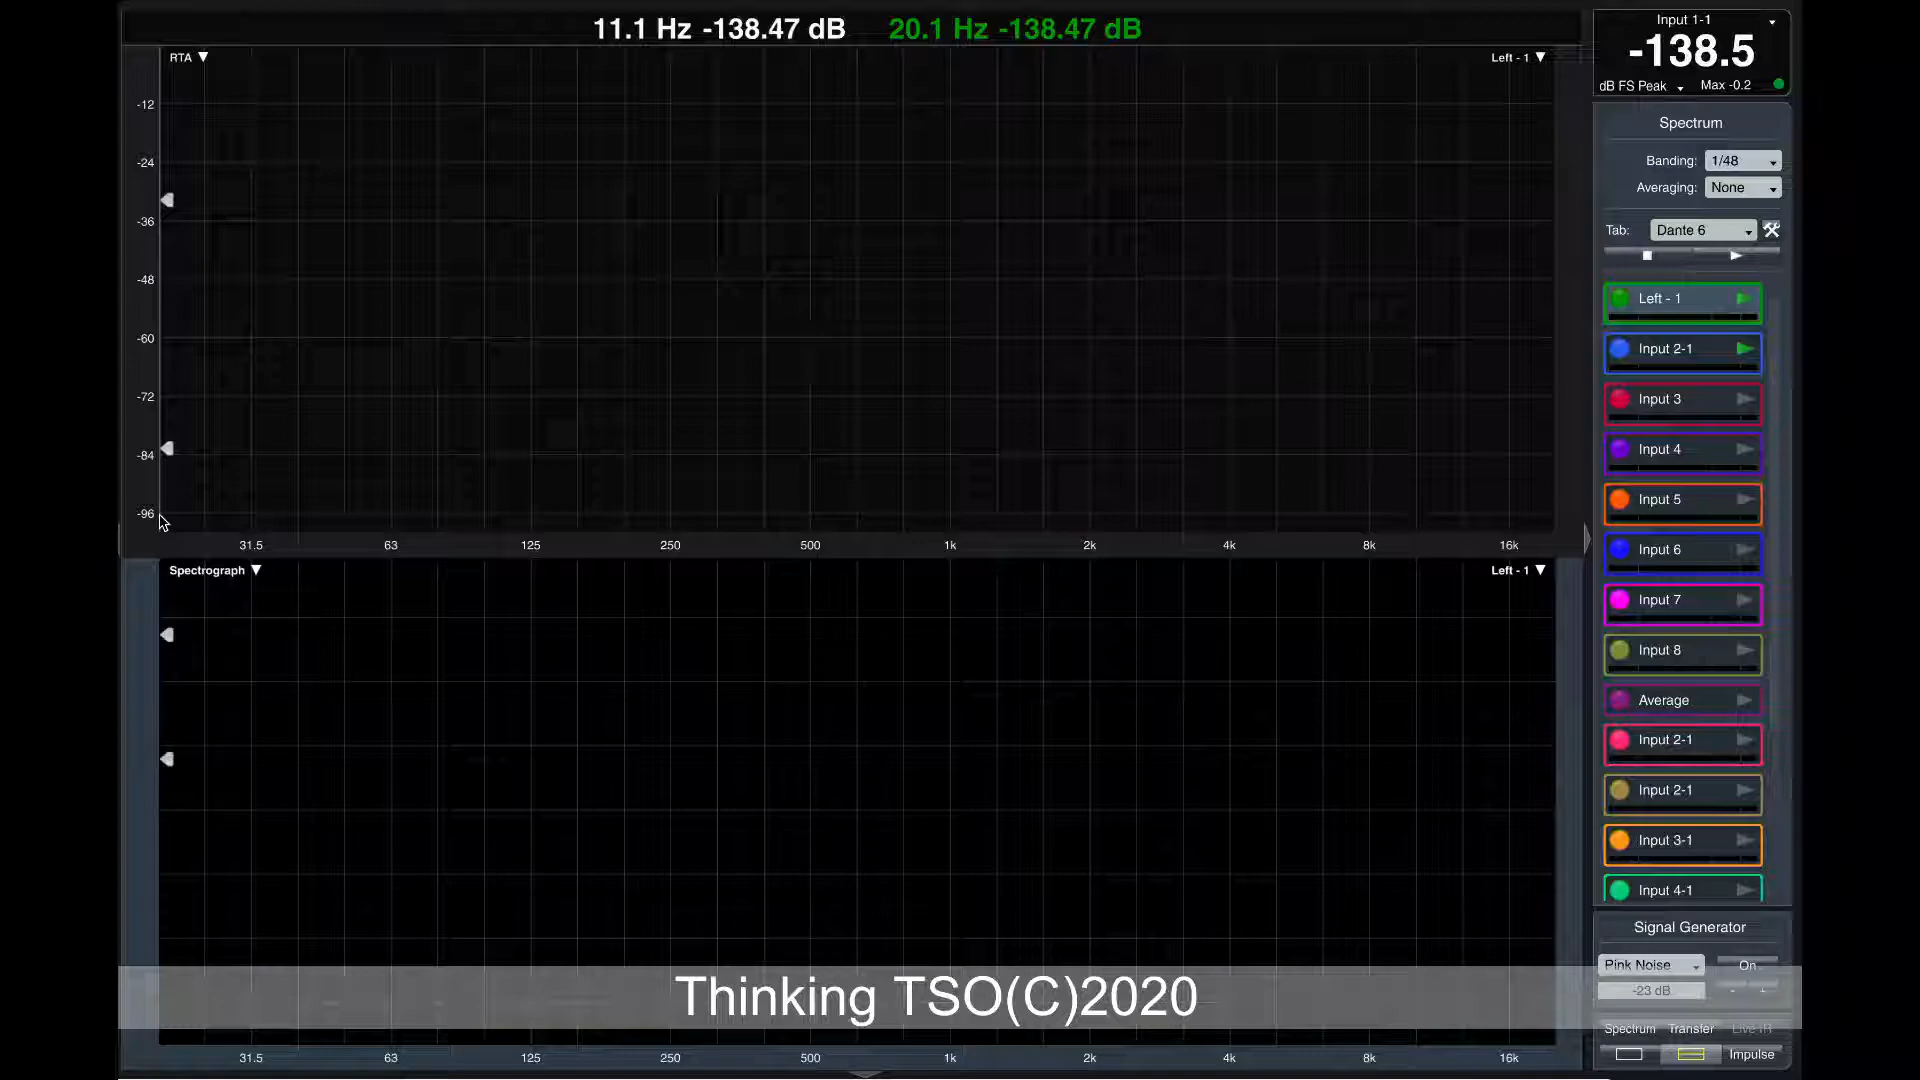 11.1 Hz -138.47 dB 20.1 Hz -138.47 dB
RTA Left - 1
-12
-24
-36
-48
-60
-72
-84
-96
31.5 63 125 250 500 1k 2k 4k 8k 16k
Spectrograph Left - 1
31.5 63 125 250 500 1k 2k 4k 8k 16k
Thinking TSO(C)2020
Input 1-1
-138.5
dB FS Peak Max -0.2
Spectrum
Banding: 1/48
Averaging: None
Tab: Dante 6
Left - 1
Input 2-1
Input 3
Input 4
Input 5
Input 6
Input 7
Input 8
Average
Input 2-1
Input 2-1
Input 3-1
Input 4-1
Signal Generator
Pink Noise On
-23 dB - +
Spectrum Transfer Live IR
Impulse